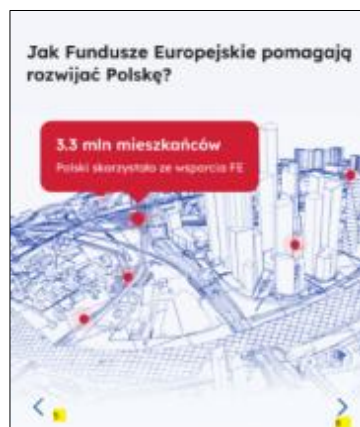 Jak Fundusze Europejskie pomagają
rozwijać Polskę?
3.3 mln mieszkańców
Polski skorzystało ze wsparcia FE